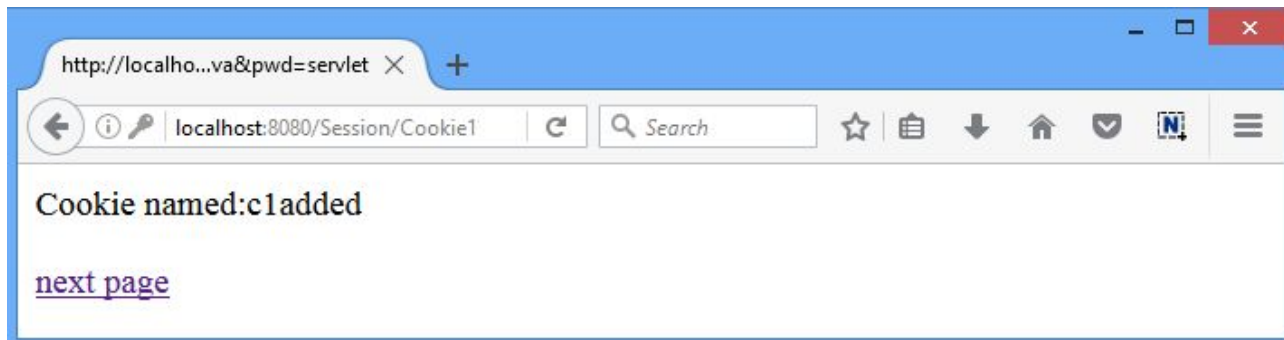 http://localho...va&pwd=servlet
localhost:8080/Session/Cookie1
Search
N
Cookie named:c1added
next page